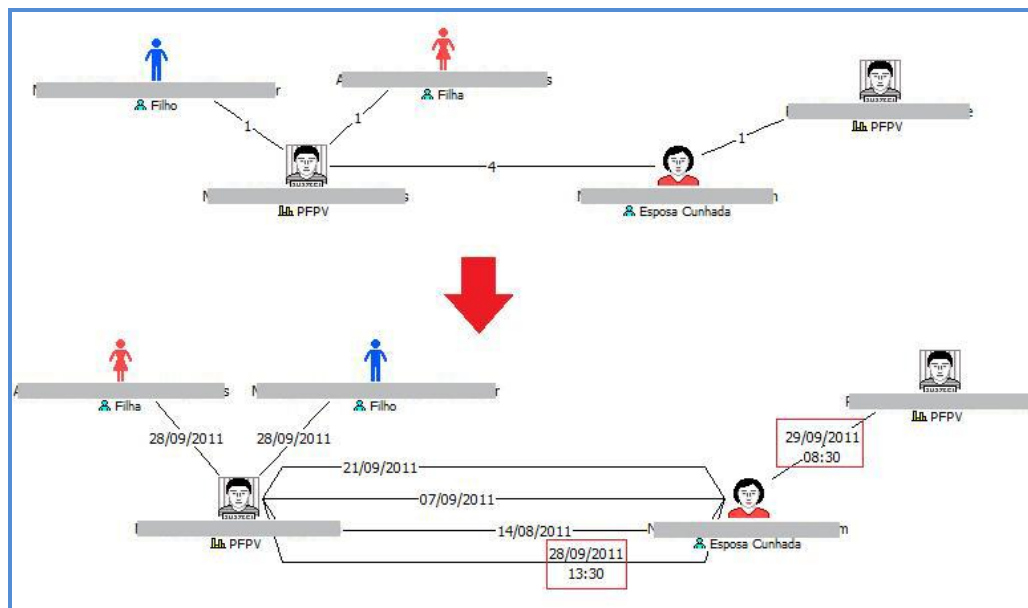 Filho
Filha
PFPV
1
1
1
4
PFPV
Esposa Cunhada
PFPV
Filha
Filho
28/09/2011
28/09/2011
29/09/2011
08:30
21/09/2011
07/09/2011
14/08/2011
PFPV
Esposa Cunhada
28/09/2011
13:30